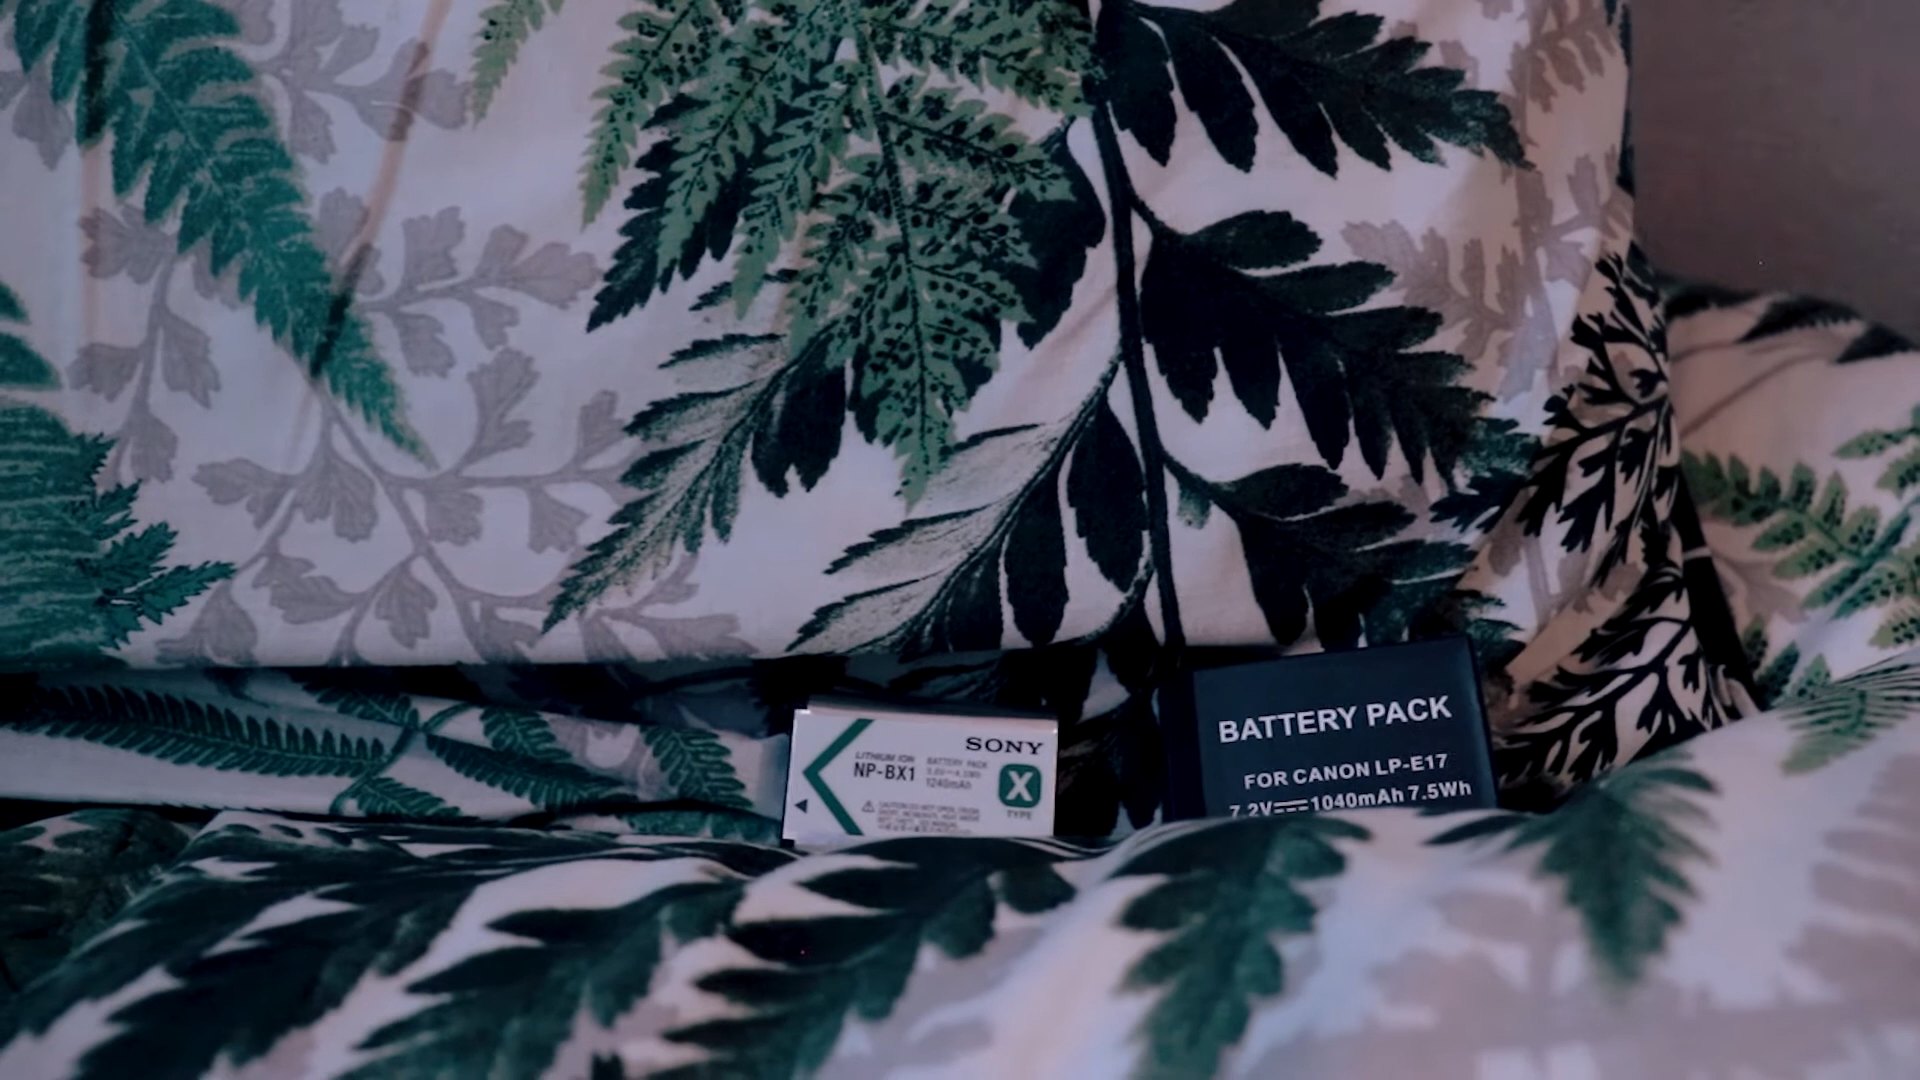 SONY
LITHIUM ION
NP-BX1
BATTERY PACK
1240mAh
X
TYPE
BATTERY PACK
FOR CANON LP-E17
7.2V 1040mAh 7.5Wh